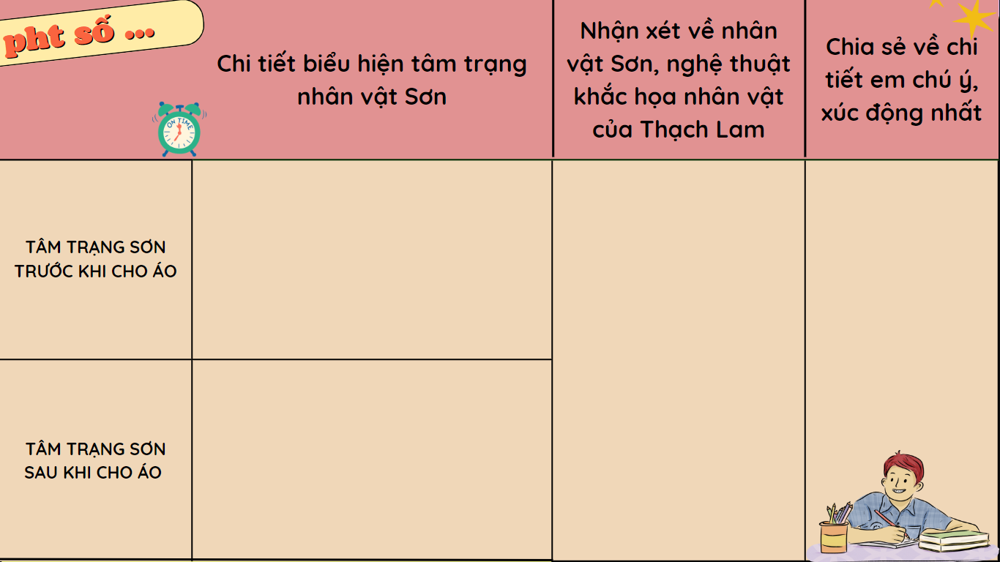 pht số ...
Chi tiết biểu hiện tâm trạng
nhân vật Sơn
Nhận xét về nhân
vật Sơn, nghệ thuật
khắc họa nhân vật
của Thạch Lam
Chia sẻ về chi
tiết em chú ý,
xúc động nhất
ON TIME
TÂM TRẠNG SƠN
TRƯỚC KHI CHO ÁO
TÂM TRẠNG SƠN
SAU KHI CHO ÁO